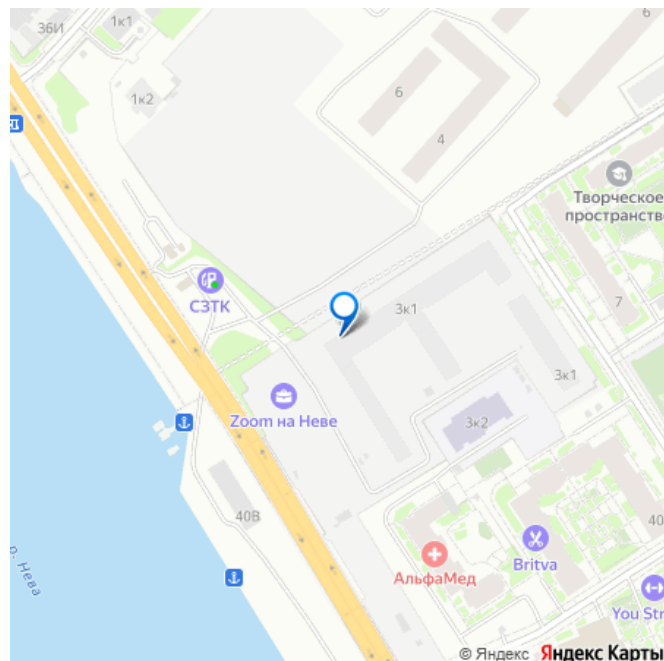 36И
1к1
1к2
6
6
4
Творческое
пространство
СЗТК
3к1
7
3к1
Zoom на Неве
3к2
40В
40
АльфаМед
Britva
You Str
р. Нева
© Яндекс Яндекс Карты